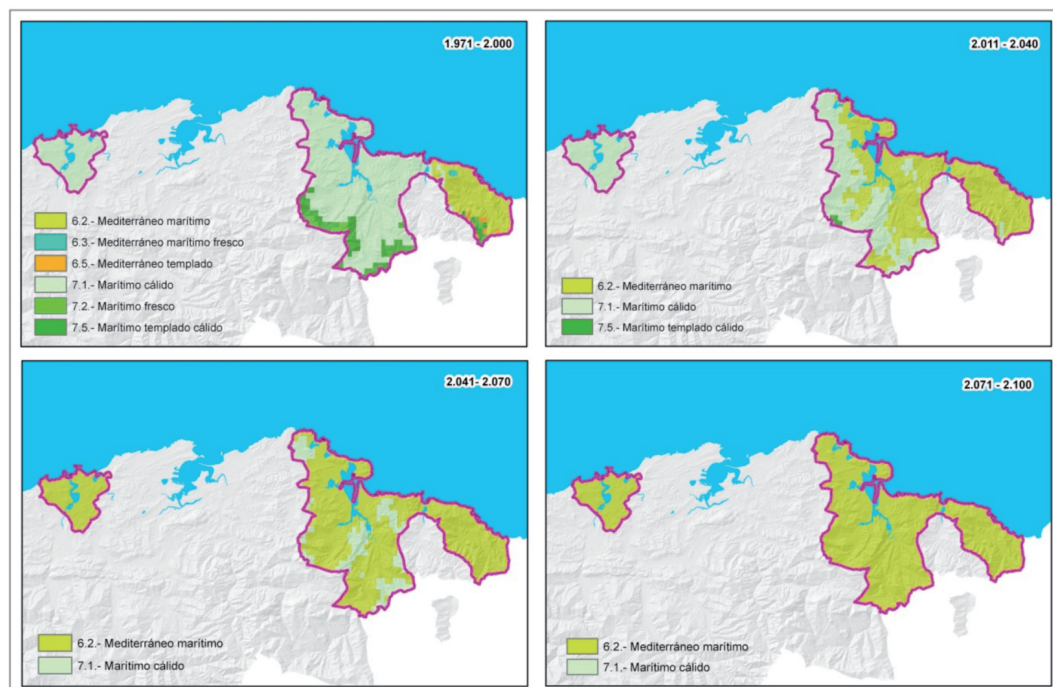 1.971 - 2.000
6.2.- Mediterráneo marítimo
6.3.- Mediterráneo marítimo fresco
6.5.- Mediterráneo templado
7.1.- Marítimo cálido
7.2.- Marítimo fresco
7.5.- Marítimo templado cálido
2.011 - 2.040
6.2.- Mediterráneo marítimo
7.1.- Marítimo cálido
7.5.- Marítimo templado cálido
2.041- 2.070
6.2.- Mediterráneo marítimo
7.1.- Marítimo cálido
2.071 - 2.100
6.2.- Mediterráneo marítimo
7.1.- Marítimo cálido